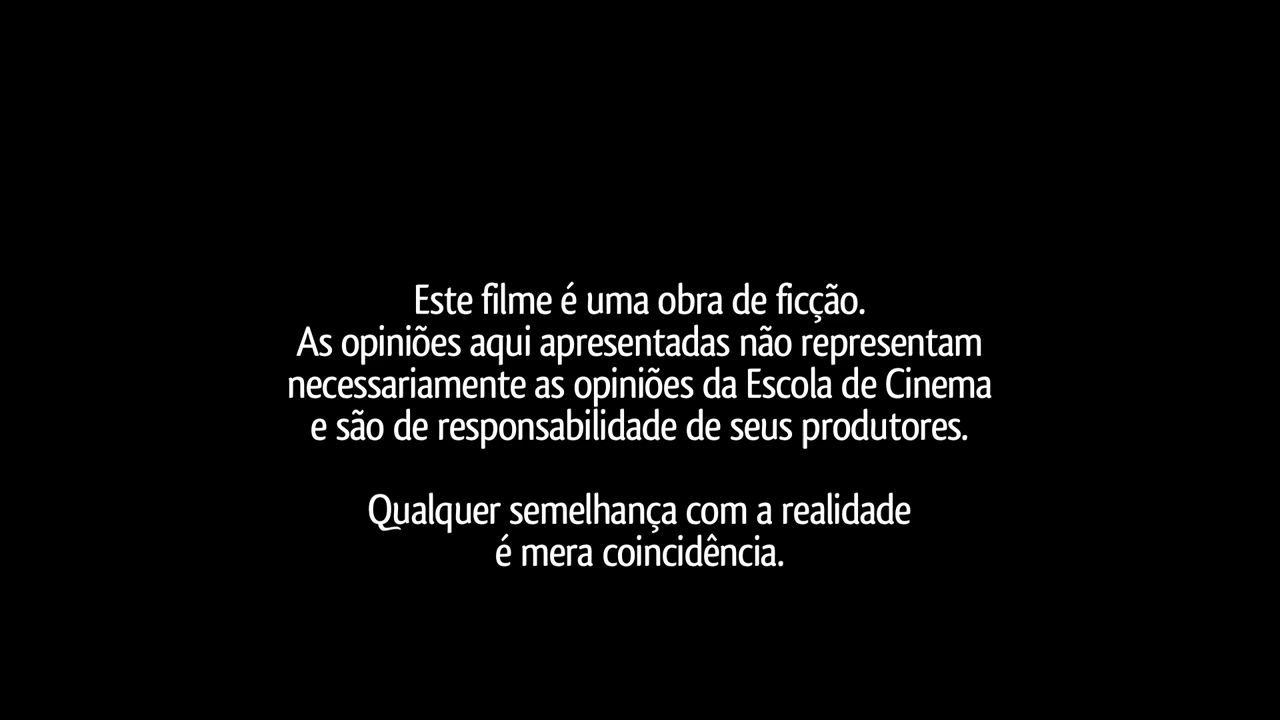 Este filme é uma obra de ficção.
As opiniões aqui apresentadas não representam
necessariamente as opiniões da Escola de Cinema
e são de responsabilidade de seus produtores.
Qualquer semelhança com a realidade
é mera coincidência.